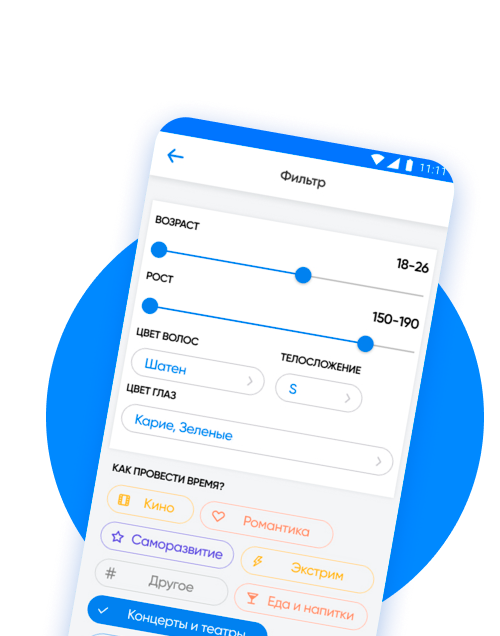 11:11
Фильтр
ВОЗРАСТ
18-26
РОСТ
150-190
ЦВЕТ ВОЛОС
ТЕЛОСЛОЖЕНИЕ
Шатен
S
ЦВЕТ ГЛАЗ
Карие, Зеленые
КАК ПРОВЕСТИ ВРЕМЯ?
Кино
Романтика
Саморазвитие
Экстрим
# Другое
Еда и напитки
Концерты и театры